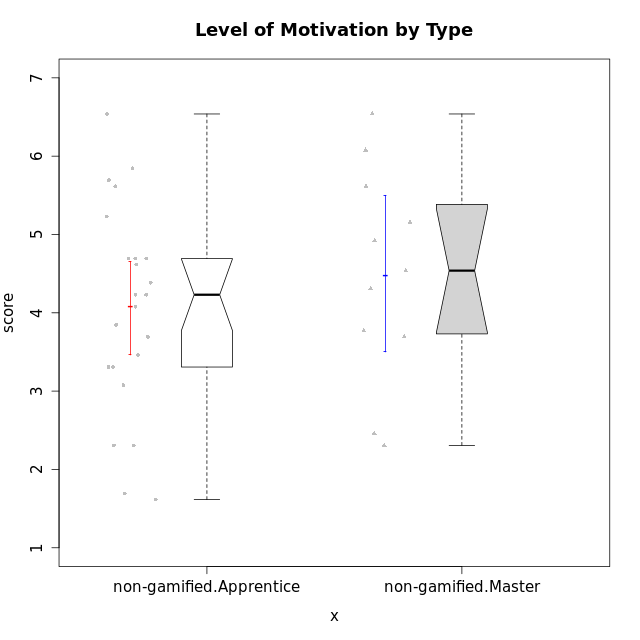 Level of Motivation by Type
7
6
5
4
3
2
1
score
non-gamified.Apprentice
non-gamified.Master
x